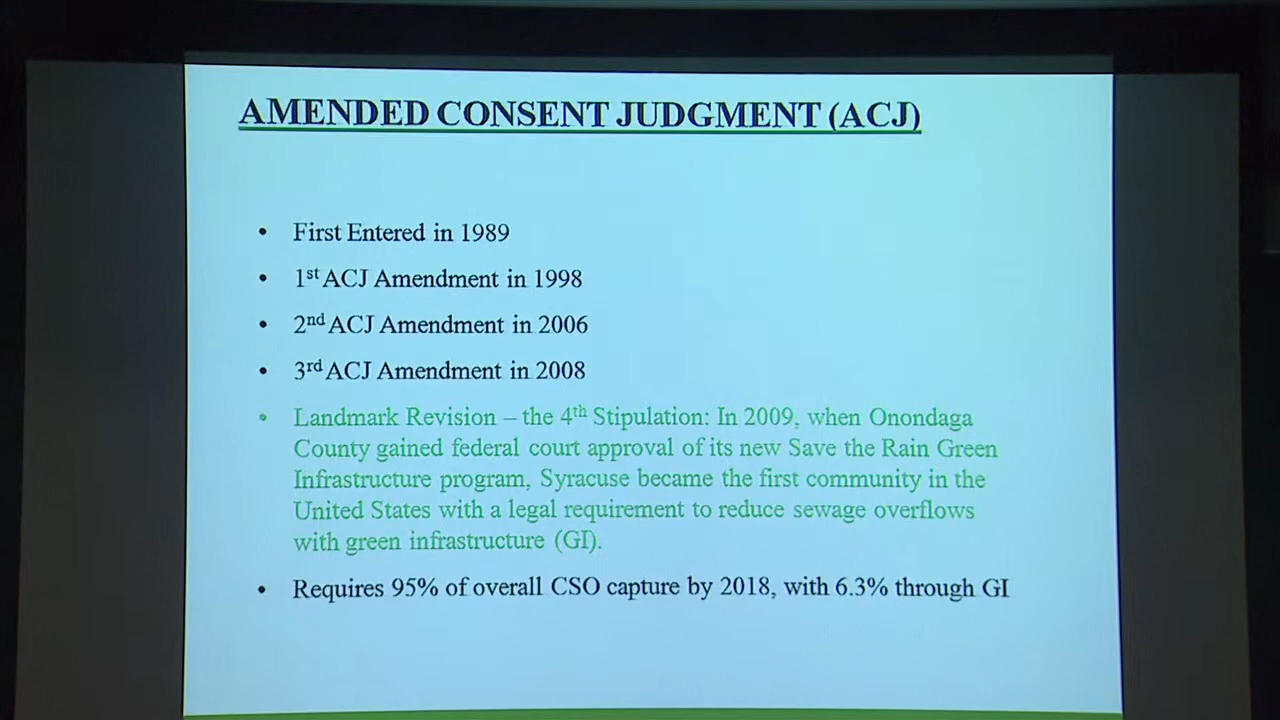 AMENDED CONSENT JUDGMENT (ACJ)
• First Entered in 1989
• 1st ACJ Amendment in 1998
• 2nd ACJ Amendment in 2006
• 3rd ACJ Amendment in 2008
• Landmark Revision – the 4th Stipulation: In 2009, when Onondaga
County gained federal court approval of its new Save the Rain Green
Infrastructure program, Syracuse became the first community in the
United States with a legal requirement to reduce sewage overflows
with green infrastructure (GI).
• Requires 95% of overall CSO capture by 2018, with 6.3% through GI